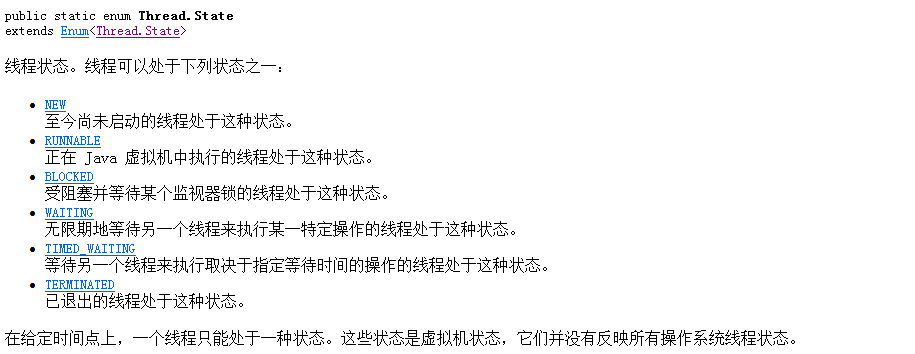 public static enum Thread.State
extends Enum<Thread.State>
线程状态。线程可以处于下列状态之一：
• NEW
至今尚未启动的线程处于这种状态。
• RUNNABLE
正在 Java 虚拟机中执行的线程处于这种状态。
• BLOCKED
受阻塞并等待某个监视器锁的线程处于这种状态。
• WAITING
无限期地等待另一个线程来执行某一特定操作的线程处于这种状态。
• TIMED_WAITING
等待另一个线程来执行取决于指定等待时间的操作的线程处于这种状态。
• TERMINATED
已退出的线程处于这种状态。
在给定时间点上，一个线程只能处于一种状态。这些状态是虚拟机状态，它们并没有反映所有操作系统线程状态。